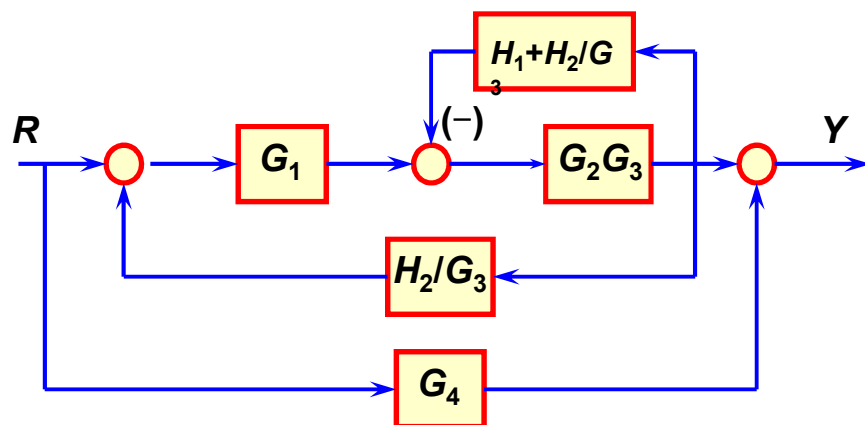 H₁+H₂/G
₃
R
(−)
Y
G₁
G₂G₃
H₂/G₃
G₄